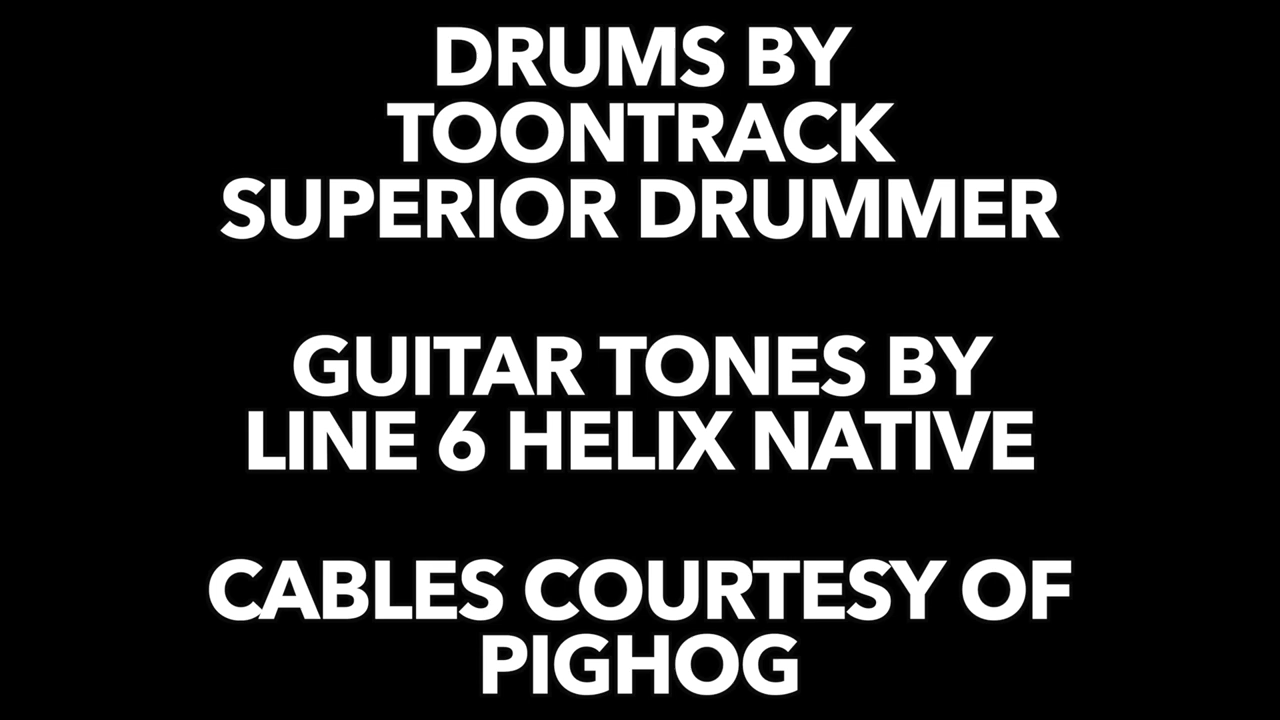 DRUMS BY
TOONTRACK
SUPERIOR DRUMMER
GUITAR TONES BY
LINE 6 HELIX NATIVE
CABLES COURTESY OF
PIGHOG